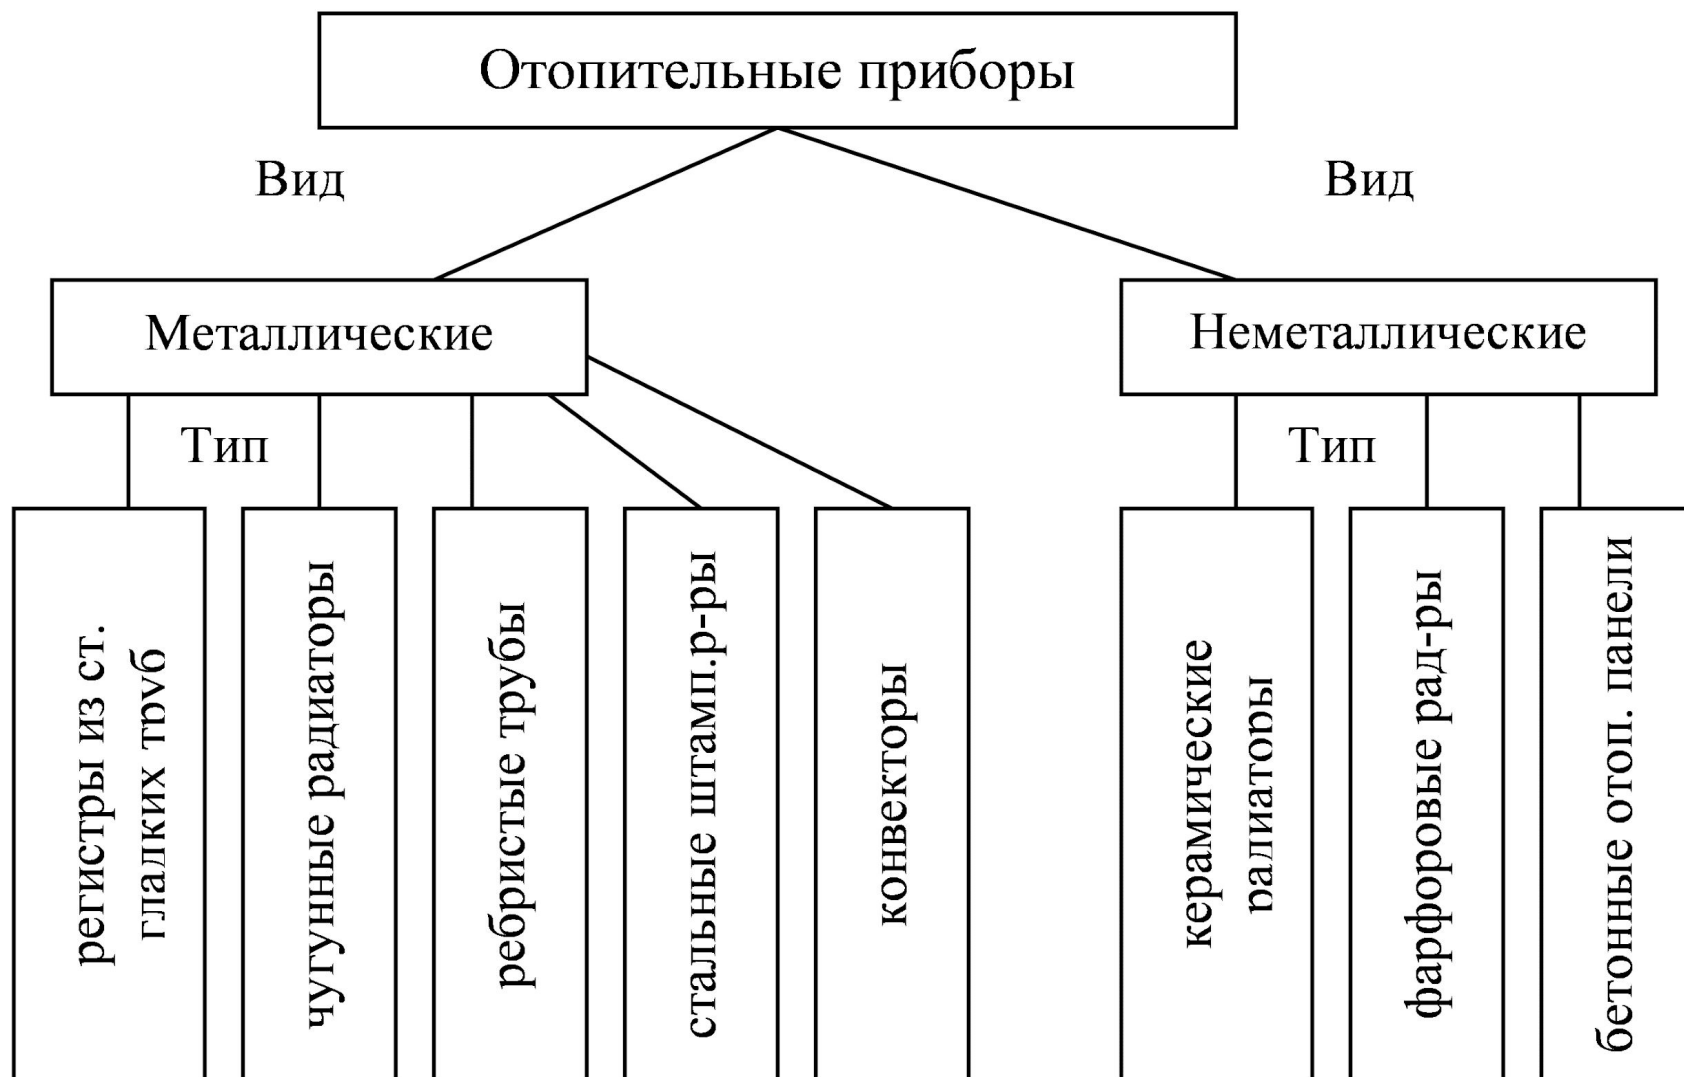 Отопительные приборы
Вид
Вид
Металлические
Неметаллические
Тип
Тип
регистры из ст.
гладких труб
чугунные радиаторы
ребристые трубы
стальные штамп.р-ры
конвекторы
керамические
радиаторы
фарфоровые рад-ры
бетонные отоп. панели